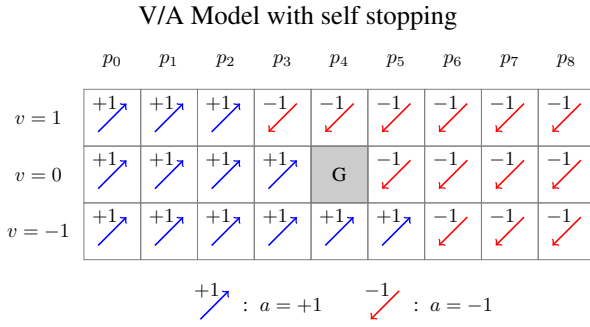 V/A Model with self stopping
p₀ p₁ p₂ p₃ p₄ p₅ p₆ p₇ p₈
v = 1 +1 +1 +1 −1 −1 −1 −1 −1 −1
v = 0 +1 +1 +1 +1 G −1 −1 −1 −1
v = −1 +1 +1 +1 +1 +1 +1 −1 −1 −1
+1 : a = +1 −1 : a = −1